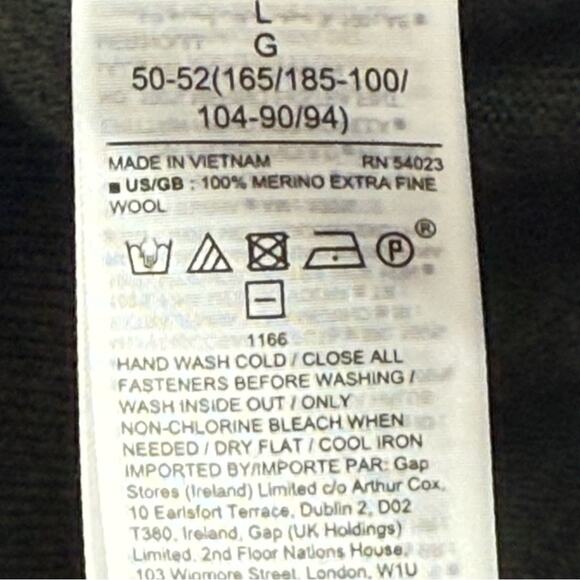 L
G
50-52(165/185-100/
104-90/94)
MADE IN VIETNAM RN 54023
■ US/GB : 100% MERINO EXTRA FINE
WOOL
P ®
1166
HAND WASH COLD / CLOSE ALL
FASTENERS BEFORE WASHING /
WASH INSIDE OUT / ONLY
NON-CHLORINE BLEACH WHEN
NEEDED / DRY FLAT / COOL IRON
IMPORTED BY/IMPORTE PAR: Gap
Stores (Ireland) Limited c/o Arthur Cox,
10 Earlsfort Terrace, Dublin 2, D02
T380, Ireland, Gap (UK Holdings)
Limited, 2nd Floor Nations House,
103 Wigmore Street, London, W1U